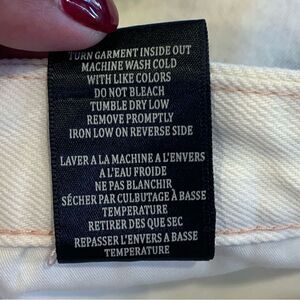 TURN GARMENT INSIDE OUT
MACHINE WASH COLD
WITH LIKE COLORS
DO NOT BLEACH
TUMBLE DRY LOW
REMOVE PROMPTLY
IRON LOW ON REVERSE SIDE
LAVER A LA MACHINE A L'ENVERS
A L'EAU FROIDE
NE PAS BLANCHIR
SÉCHER PAR CULBUTAGE À BASSE
TEMPERATURE
RETIRER DES QUE SEC
REPASSER L'ENVERS A BASSE
TEMPERATURE